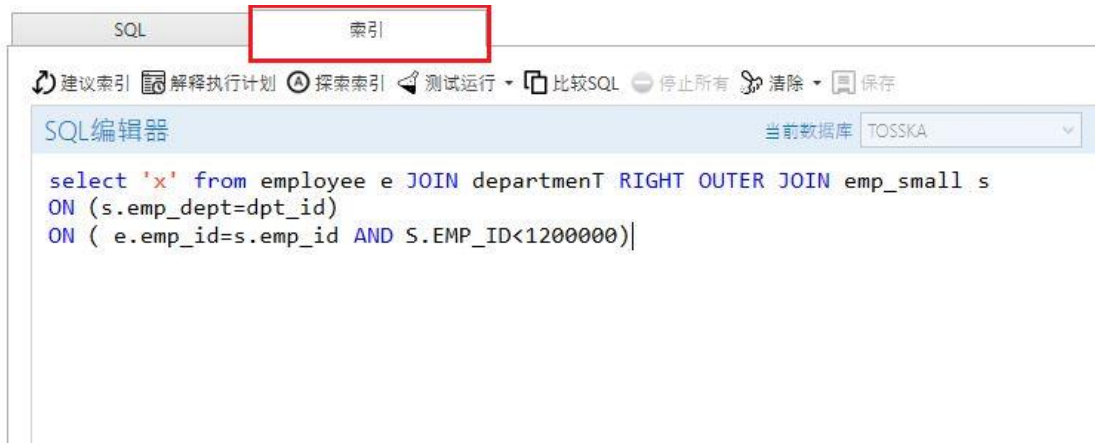 SQL 索引
建议索引 解释执行计划 探索索引 测试运行 比较SQL 停止所有 清除 保存
SQL编辑器 当前数据库 TOSSKA
select 'x' from employee e JOIN departmenT RIGHT OUTER JOIN emp_small s
ON (s.emp_dept=dpt_id)
ON ( e.emp_id=s.emp_id AND S.EMP_ID<1200000)